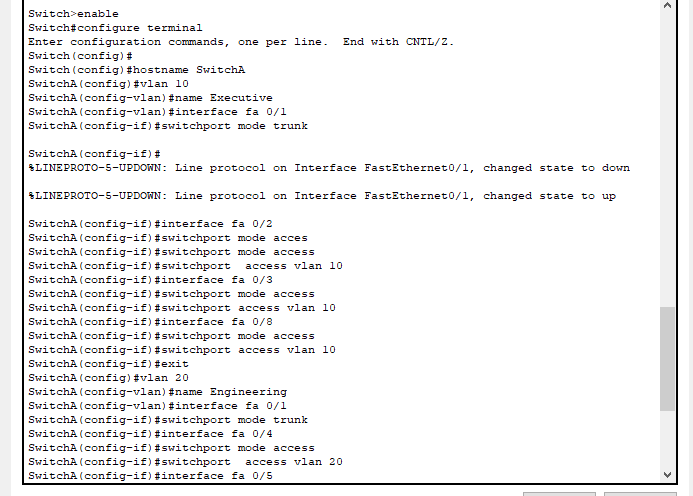 Switch>enable
Switch#configure terminal
Enter configuration commands, one per line.  End with CNTL/Z.
Switch(config)#
Switch(config)#hostname SwitchA
SwitchA(config)#vlan 10
SwitchA(config-vlan)#name Executive
SwitchA(config-vlan)#interface fa 0/1
SwitchA(config-if)#switchport mode trunk
SwitchA(config-if)#
%LINEPROTO-5-UPDOWN: Line protocol on Interface FastEthernet0/1, changed state to down
%LINEPROTO-5-UPDOWN: Line protocol on Interface FastEthernet0/1, changed state to up
SwitchA(config-if)#interface fa 0/2
SwitchA(config-if)#switchport mode acces
SwitchA(config-if)#switchport mode access
SwitchA(config-if)#switchport  access vlan 10
SwitchA(config-if)#interface fa 0/3
SwitchA(config-if)#switchport mode access
SwitchA(config-if)#switchport access vlan 10
SwitchA(config-if)#interface fa 0/8
SwitchA(config-if)#switchport mode access
SwitchA(config-if)#switchport access vlan 10
SwitchA(config-if)#exit
SwitchA(config)#vlan 20
SwitchA(config-vlan)#name Engineering
SwitchA(config-vlan)#interface fa 0/1
SwitchA(config-if)#switchport mode trunk
SwitchA(config-if)#interface fa 0/4
SwitchA(config-if)#switchport mode access
SwitchA(config-if)#switchport  access vlan 20
SwitchA(config-if)#interface fa 0/5